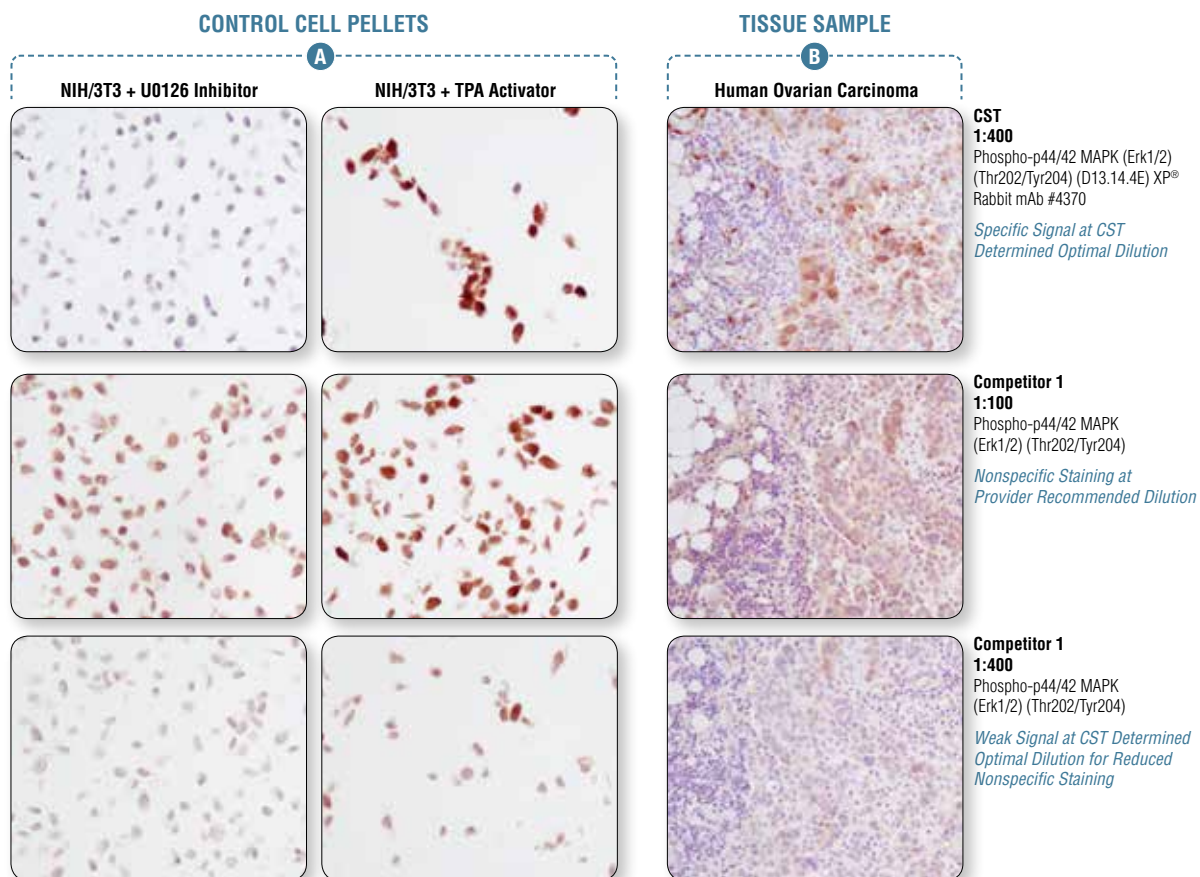 CONTROL CELL PELLETS
TISSUE SAMPLE
A
B
NIH/3T3 + U0126 Inhibitor
NIH/3T3 + TPA Activator
Human Ovarian Carcinoma
CST
1:400
Phospho-p44/42 MAPK (Erk1/2)
(Thr202/Tyr204) (D13.14.4E) XP®
Rabbit mAb #4370
Specific Signal at CST
Determined Optimal Dilution
Competitor 1
1:100
Phospho-p44/42 MAPK
(Erk1/2) (Thr202/Tyr204)
Nonspecific Staining at
Provider Recommended Dilution
Competitor 1
1:400
Phospho-p44/42 MAPK
(Erk1/2) (Thr202/Tyr204)
Weak Signal at CST Determined
Optimal Dilution for Reduced
Nonspecific Staining